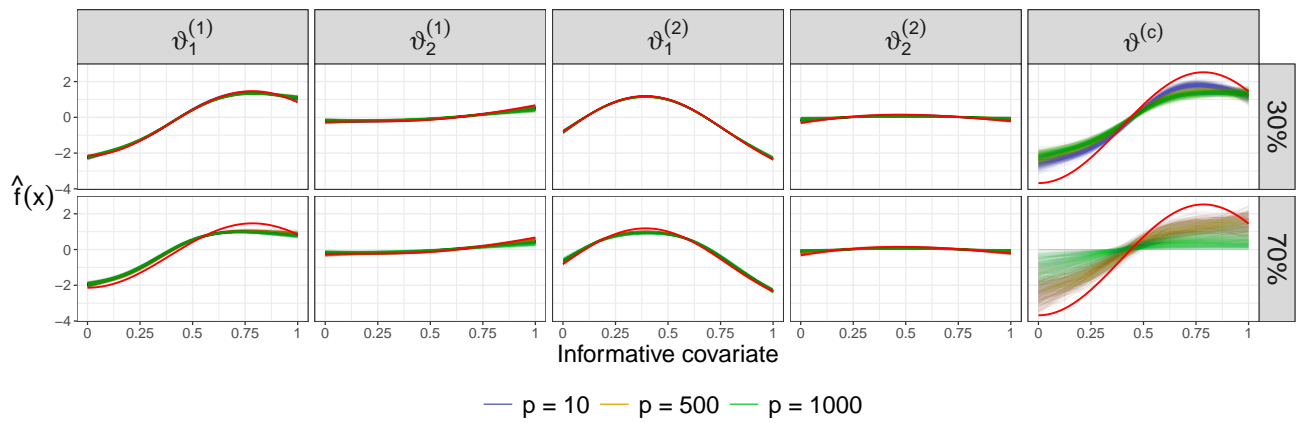 ϑ₁⁽¹⁾ ϑ₂⁽¹⁾ ϑ₁⁽²⁾ ϑ₂⁽²⁾ ϑ⁽ᶜ⁾
2
0
−2
−4
30%
f̂(x)
2
0
−2
−4
70%
0 0.25 0.5 0.75 1 0 0.25 0.5 0.75 1 0 0.25 0.5 0.75 1 0 0.25 0.5 0.75 1 0 0.25 0.5 0.75 1
Informative covariate
p = 10 p = 500 p = 1000